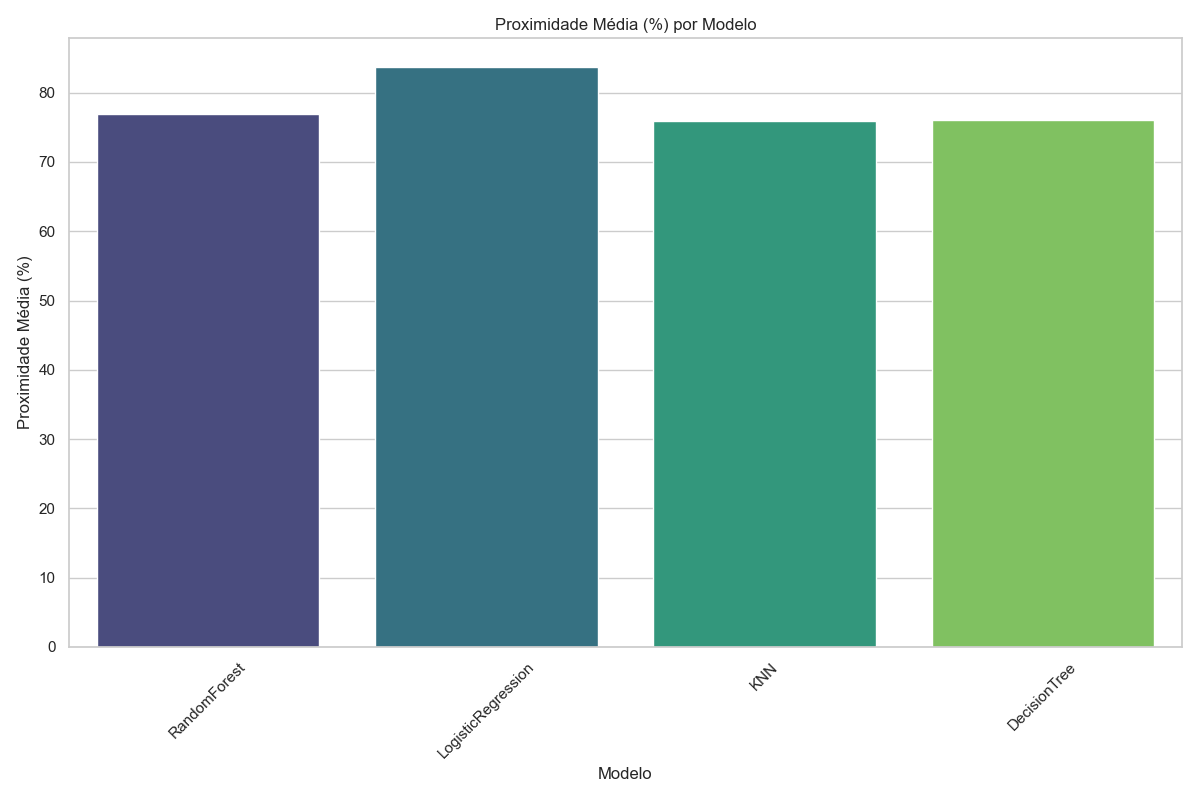 Proximidade Média (%) por Modelo
Proximidade Média (%)
80
70
60
50
40
30
20
10
0
RandomForest
LogisticRegression
KNN
DecisionTree
Modelo